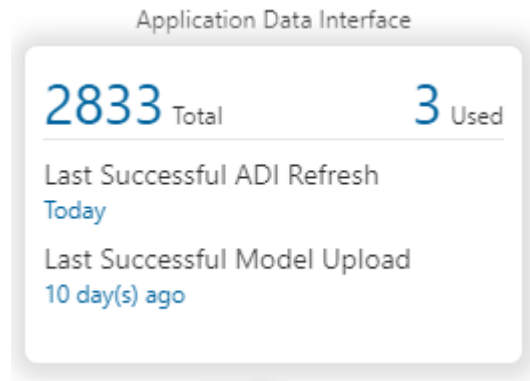 Application Data Interface
2833 Total 3 Used
Last Successful ADI Refresh
Today
Last Successful Model Upload
10 day(s) ago